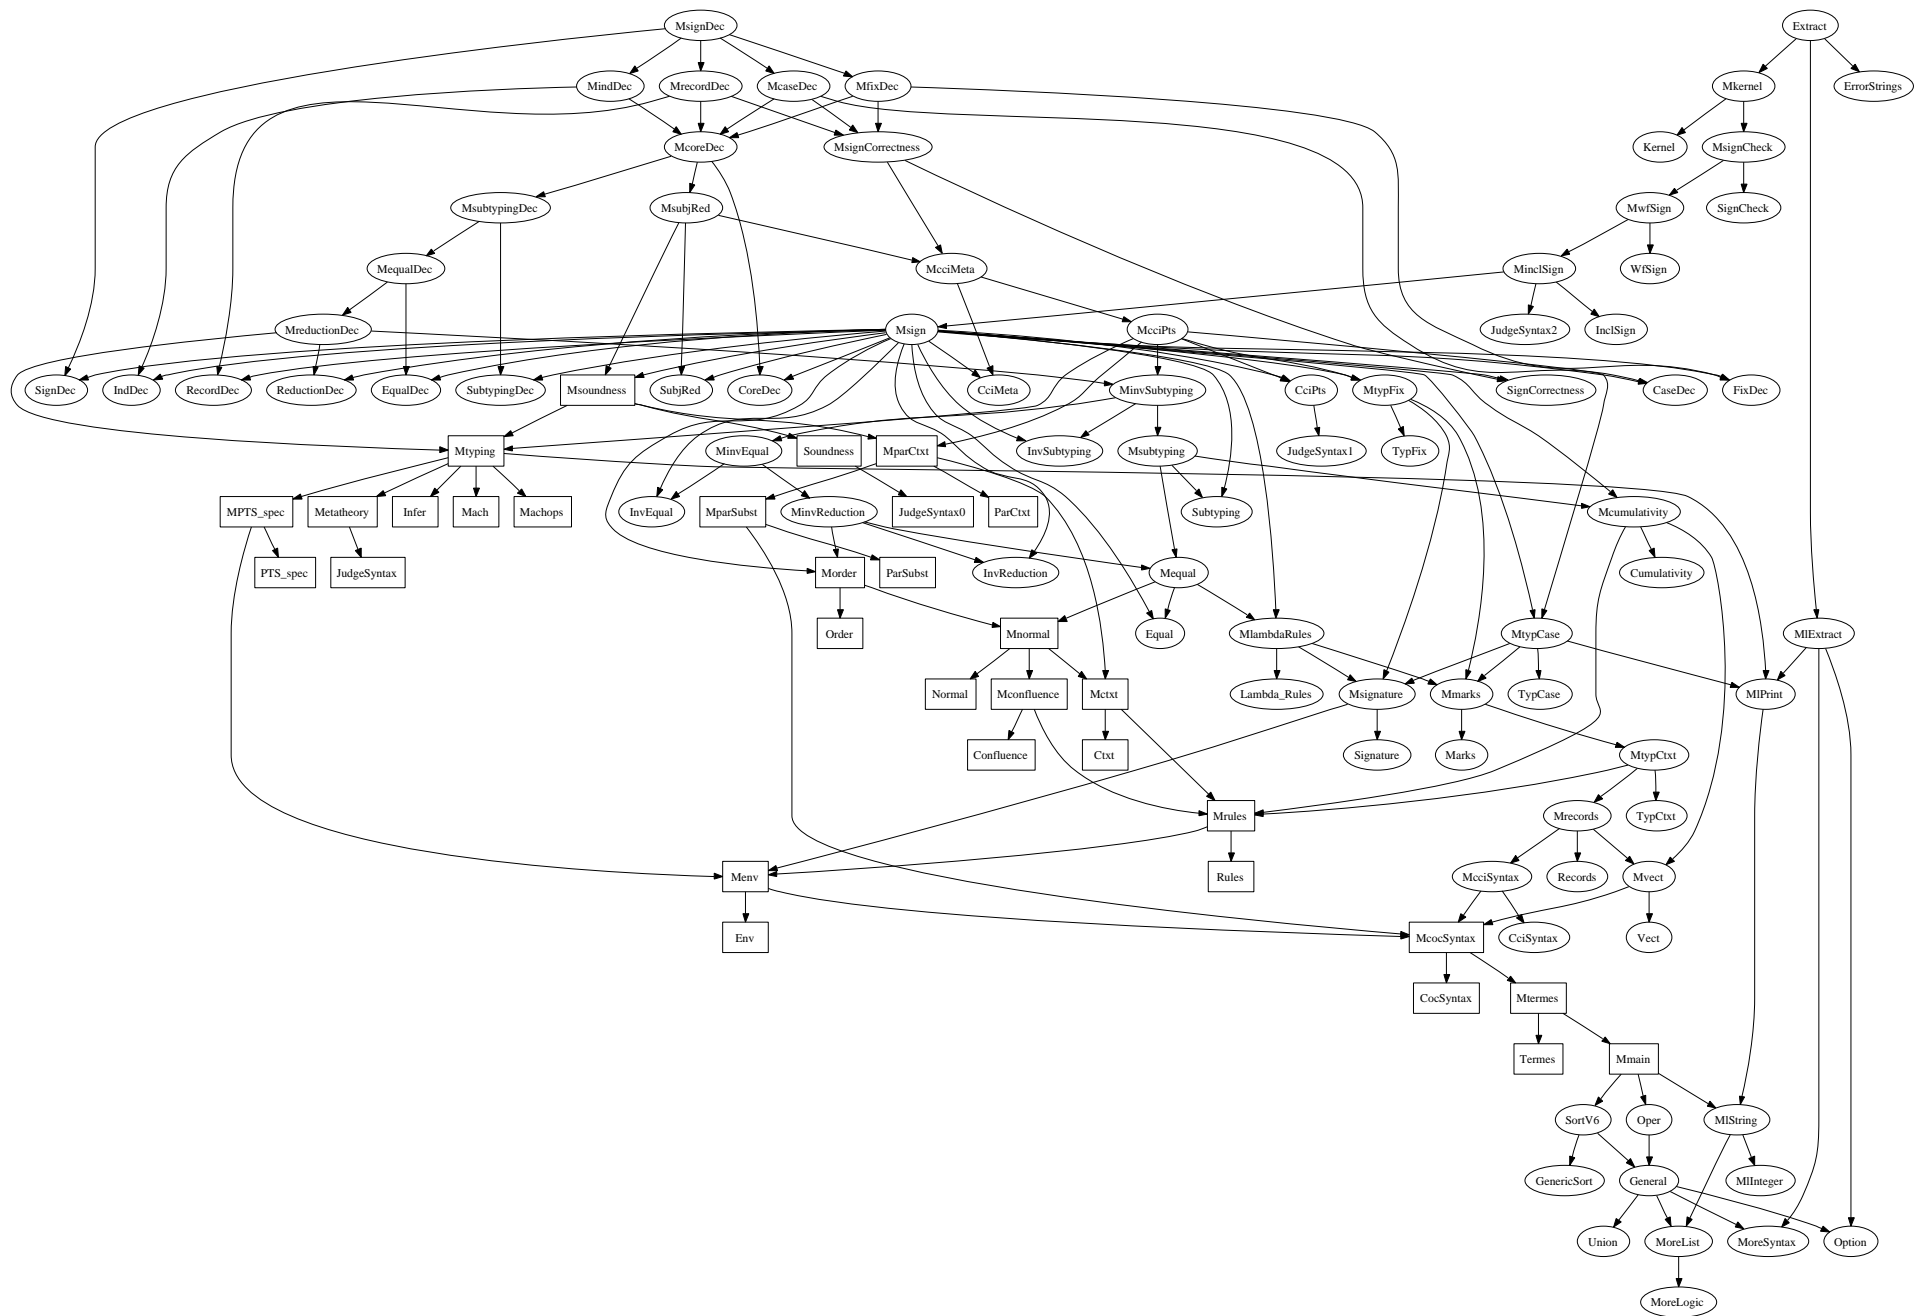 MsignDec
Extract
MindDec
MrecordDec
McaseDec
MfixDec
Mkernel
ErrorStrings
McoreDec
MsignCorrectness
Kernel
MsignCheck
MsubtypingDec
MsubjRed
MwfSign
SignCheck
MequalDec
McciMeta
MinclSign
WfSign
MreductionDec
Msign
McciPts
JudgeSyntax2
InclSign
SignDec
IndDec
RecordDec
ReductionDec
EqualDec
SubtypingDec
Msoundness
SubjRed
CoreDec
CciMeta
MinvSubtyping
CciPts
MtypFix
SignCorrectness
CaseDec
FixDec
Mtyping
MinvEqual
Soundness
MparCtxt
InvSubtyping
Msubtyping
JudgeSyntax1
TypFix
MPTS_spec
Metatheory
Infer
Mach
Machops
InvEqual
MparSubst
MinvReduction
JudgeSyntax0
ParCtxt
Subtyping
Mcumulativity
PTS_spec
JudgeSyntax
Morder
ParSubst
InvReduction
Mequal
Cumulativity
Order
Mnormal
Equal
MlambdaRules
MtypCase
MlExtract
Normal
Mconfluence
Mctxt
Lambda_Rules
Msignature
Mmarks
TypCase
MlPrint
Confluence
Ctxt
Signature
Marks
MtypCtxt
Mrules
Mrecords
TypCtxt
Menv
Rules
McciSyntax
Records
Mvect
Env
McocSyntax
CciSyntax
Vect
CocSyntax
Mtermes
Termes
Mmain
SortV6
Oper
MlString
GenericSort
General
MlInteger
Union
MoreList
MoreSyntax
Option
MoreLogic